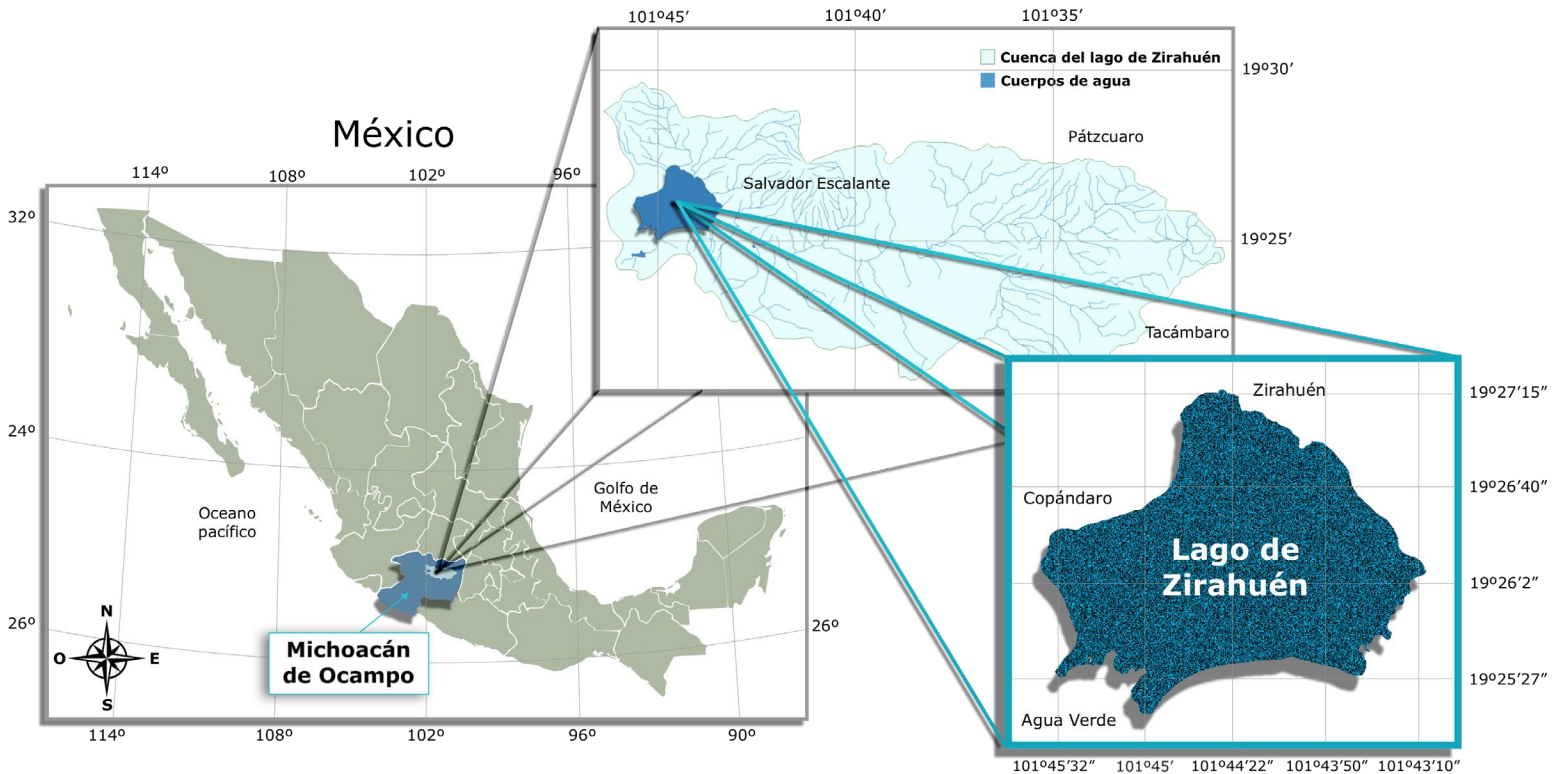 México
114º 108º 102º 96º
32º
24º
26º
26º
114º 108º 102º 96º 90º
Oceano
pacífico
Golfo de
México
Michoacán
de Ocampo
N
O E
S
101º45’ 101º40’ 101º35’
19º30’
19º25’
Cuenca del lago de Zirahuén
Cuerpos de agua
Pátzcuaro
Salvador Escalante
Tacámbaro
Zirahuén
Copándaro
Lago de
Zirahuén
Agua Verde
19º27’15”
19º26’40”
19º26’2”
19º25’27”
101º45’32” 101º45’ 101º44’22” 101º43’50” 101º43’10”